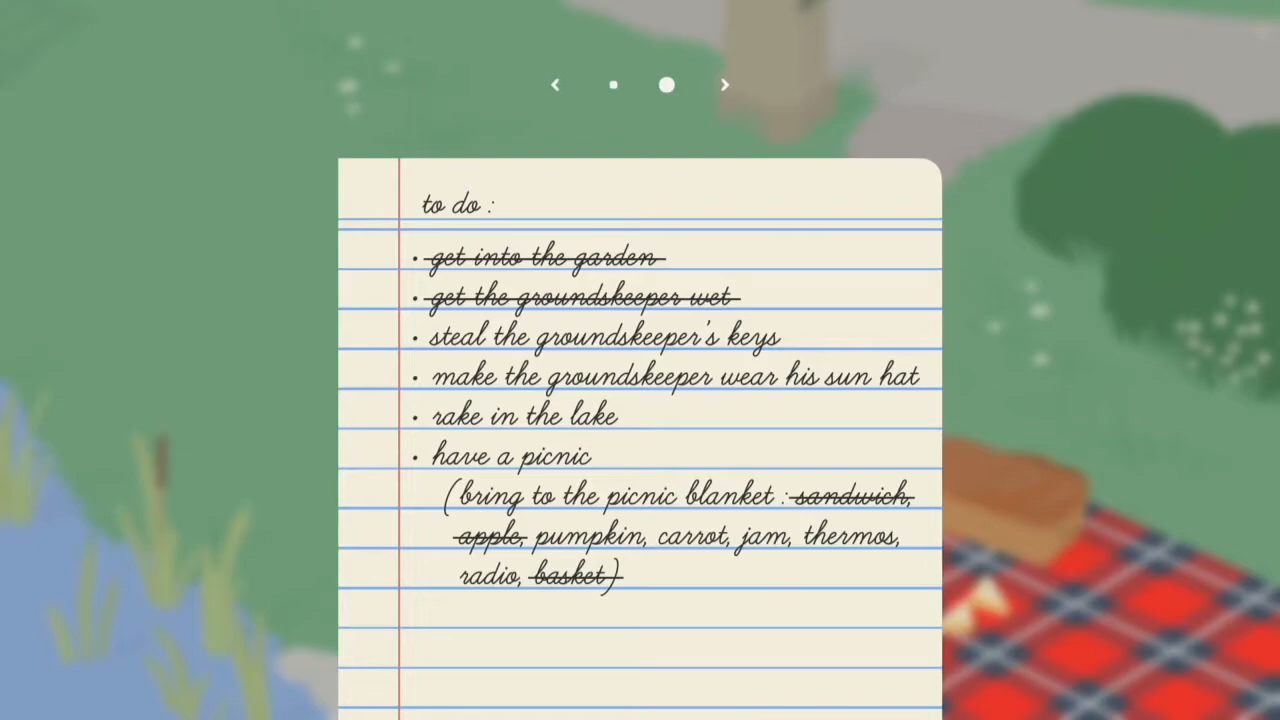 to do :
• get into the garden
• get the groundskeeper wet
• steal the groundskeeper's keys
• make the groundskeeper wear his sun hat
• rake in the lake
• have a picnic
(bring to the picnic blanket : sandwich,
apple, pumpkin, carrot, jam, thermos,
radio, basket)